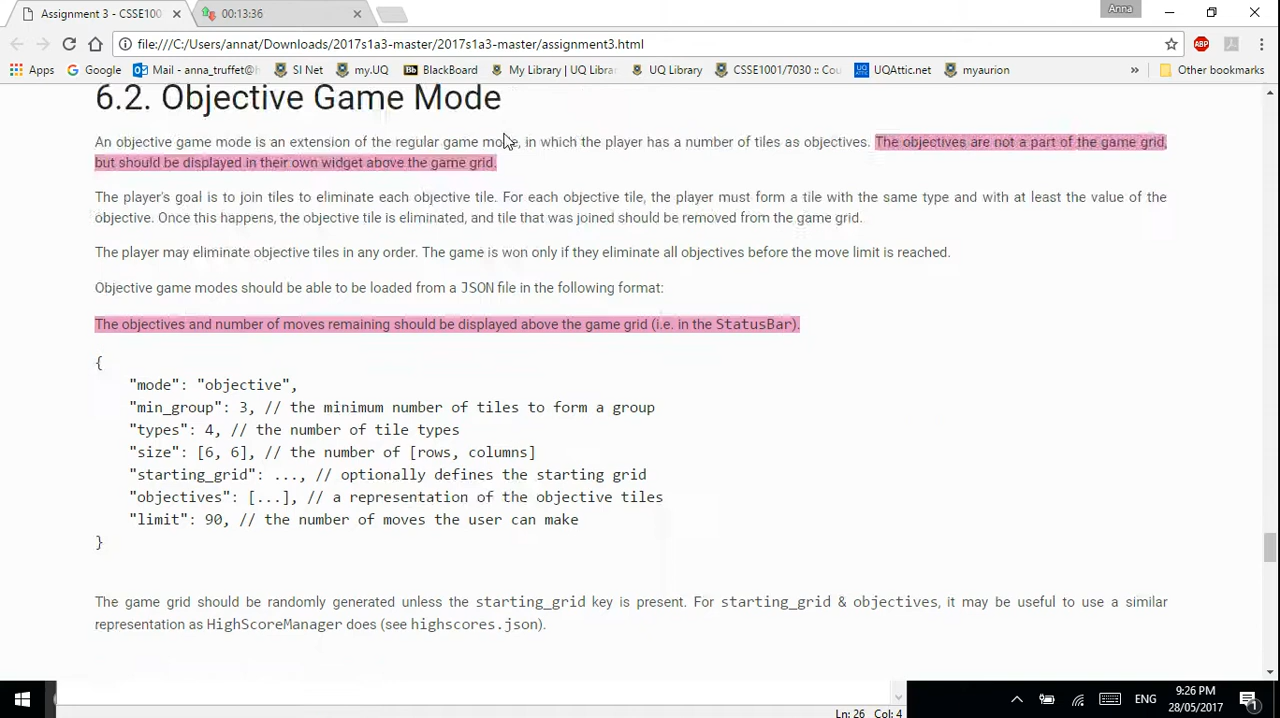 Assignment 3 - CSSE100
00:13:36
Anna
file:///C:/Users/annat/Downloads/2017s1a3-master/2017s1a3-master/assignment3.html
ABP
Apps Google Mail - anna_truffet@h SI Net my.UQ Bb BlackBoard My Library | UQ Librar UQ Library CSSE1001/7030 :: Cou UQAttic.net myaurion » Other bookmarks
6.2. Objective Game Mode
An objective game mode is an extension of the regular game mode, in which the player has a number of tiles as objectives. The objectives are not a part of the game grid,
but should be displayed in their own widget above the game grid.
The player's goal is to join tiles to eliminate each objective tile. For each objective tile, the player must form a tile with the same type and with at least the value of the
objective. Once this happens, the objective tile is eliminated, and tile that was joined should be removed from the game grid.
The player may eliminate objective tiles in any order. The game is won only if they eliminate all objectives before the move limit is reached.
Objective game modes should be able to be loaded from a JSON file in the following format:
The objectives and number of moves remaining should be displayed above the game grid (i.e. in the StatusBar).
{
"mode": "objective",
"min_group": 3, // the minimum number of tiles to form a group
"types": 4, // the number of tile types
"size": [6, 6], // the number of [rows, columns]
"starting_grid": ..., // optionally defines the starting grid
"objectives": [...], // a representation of the objective tiles
"limit": 90, // the number of moves the user can make
}
The game grid should be randomly generated unless the starting_grid key is present. For starting_grid & objectives, it may be useful to use a similar
representation as HighScoreManager does (see highscores.json).
Ln: 26 Col: 4
ENG
9:26 PM
28/05/2017
1